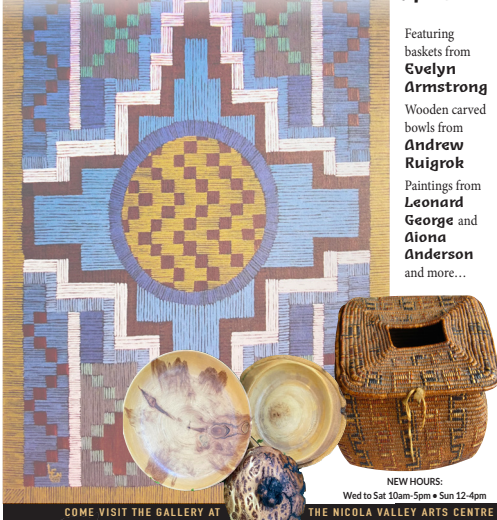 Featuring
baskets from
Evelyn
Armstrong
Wooden carved
bowls from
Andrew
Ruigrok
Paintings from
Leonard
George and
Aiona
Anderson
and more…
NEW HOURS:
Wed to Sat 10am-5pm • Sun 12-4pm
COME VISIT THE GALLERY AT THE NICOLA VALLEY ARTS CENTRE